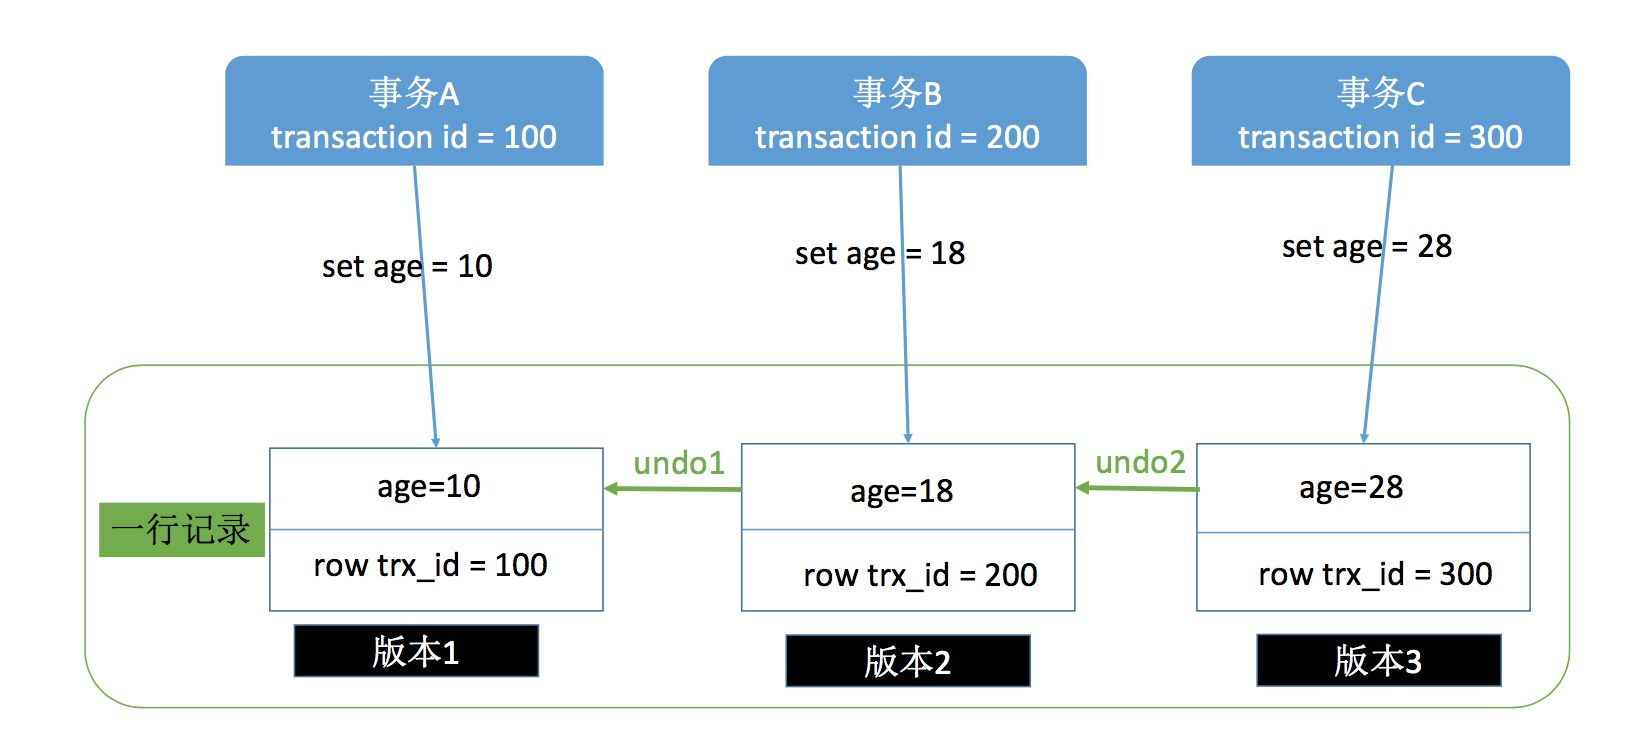 事务A
transaction id = 100
事务B
transaction id = 200
事务C
transaction id = 300
set age = 10
set age = 18
set age = 28
undo1
undo2
age=10
age=18
age=28
一行记录
row trx_id = 100
row trx_id = 200
row trx_id = 300
版本1
版本2
版本3